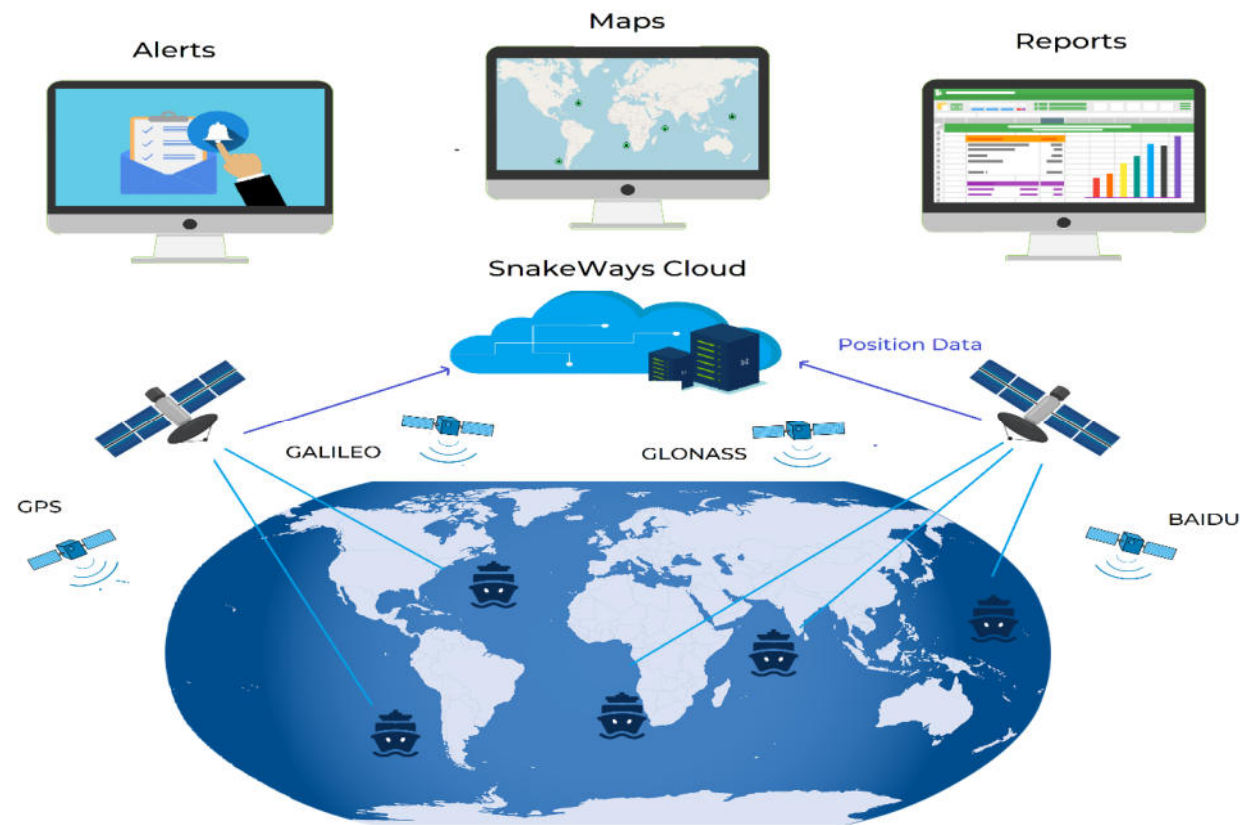 Maps
Alerts
Reports
SnakeWays Cloud
Position Data
GALILEO
GLONASS
GPS
BAIDU